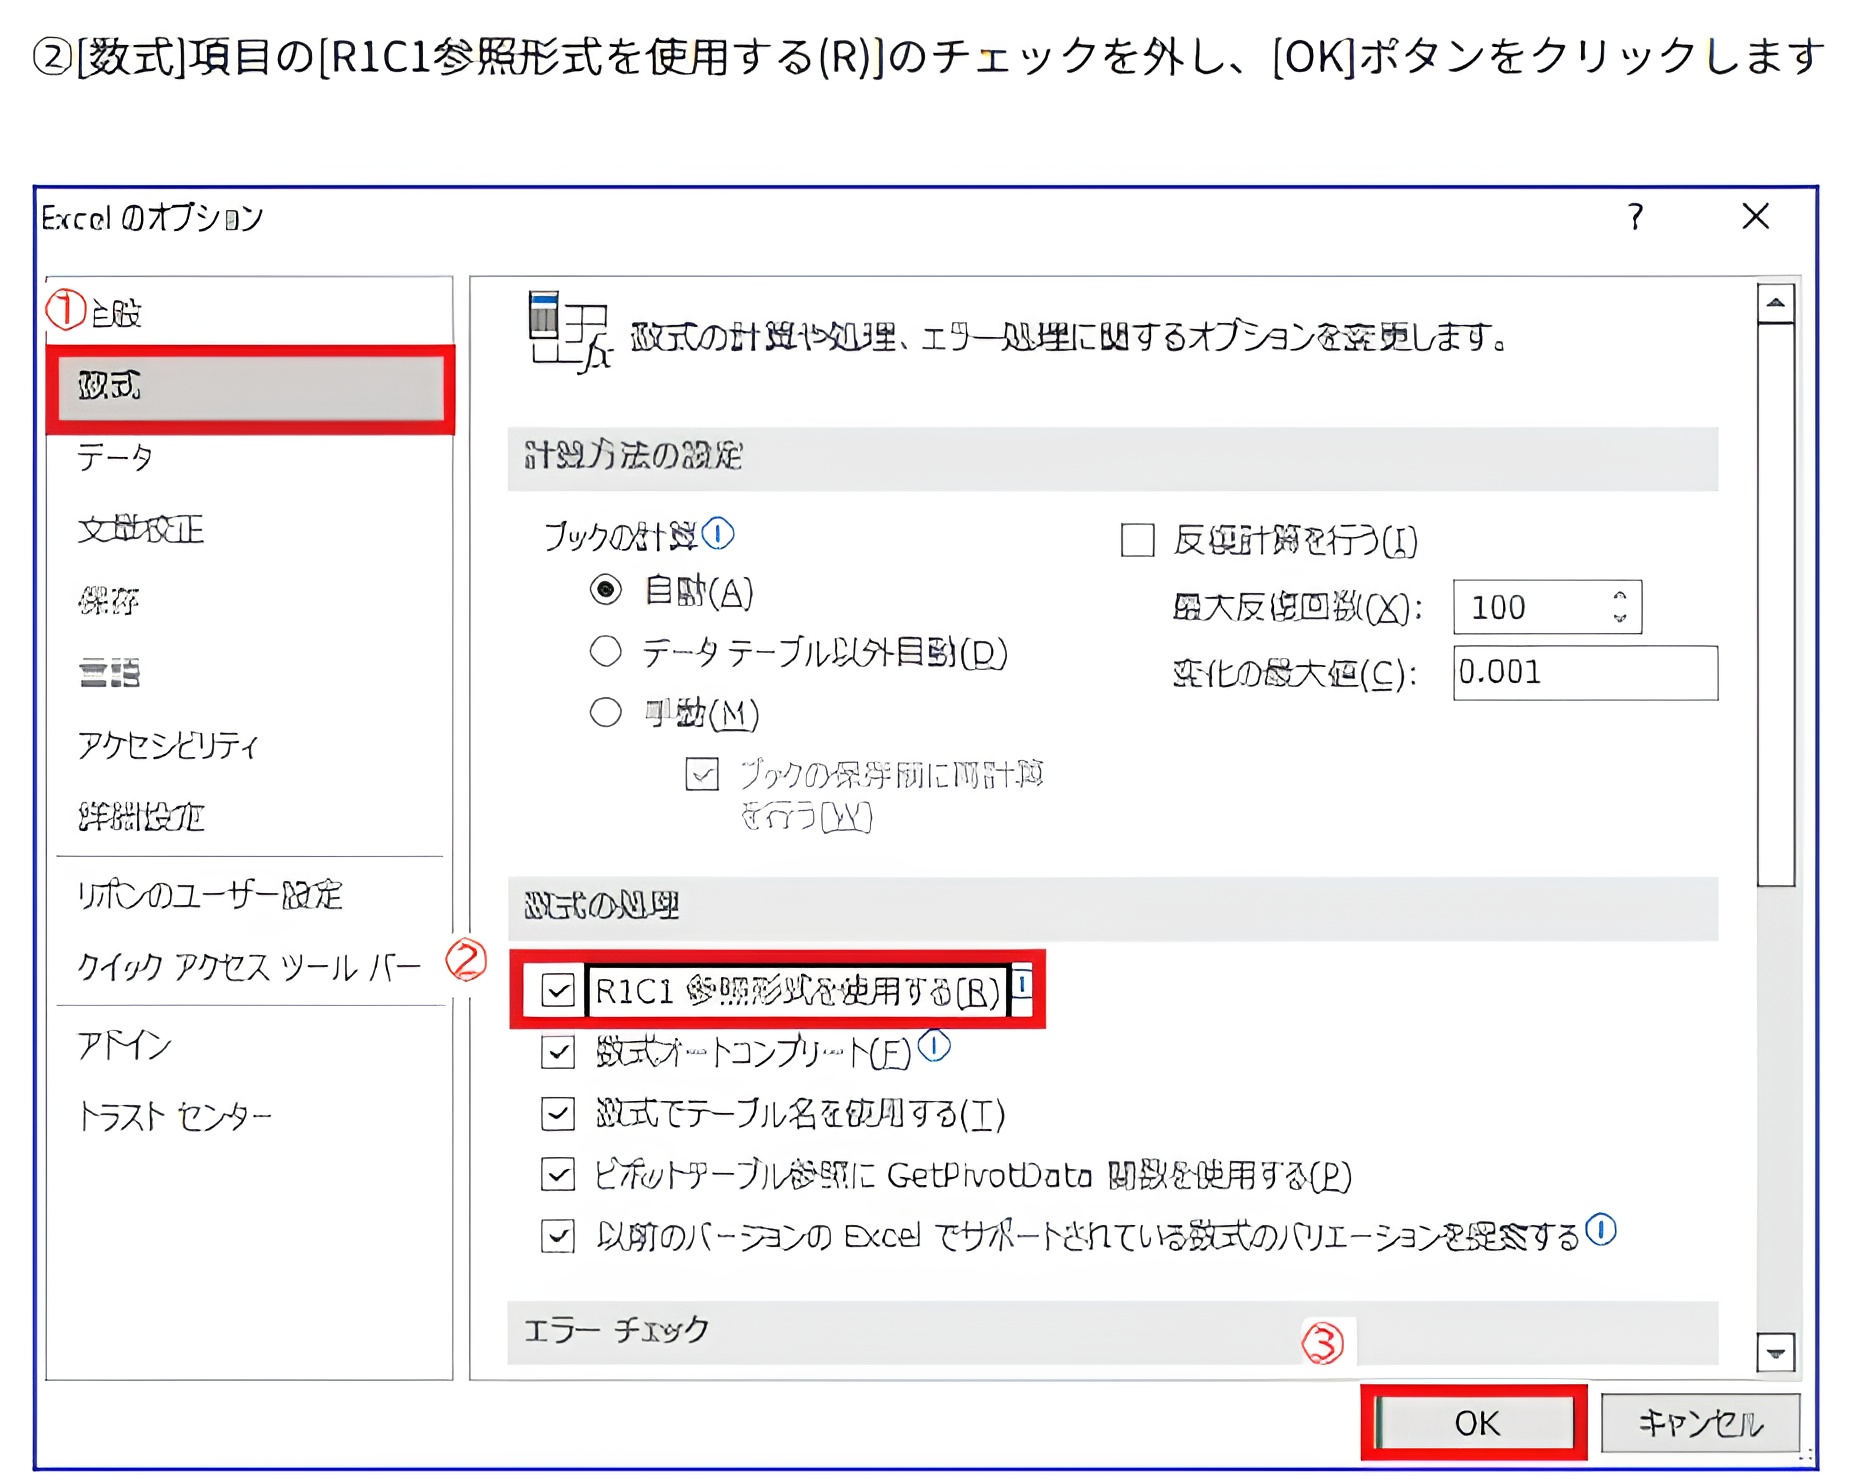 ②[数式]項目の[R1C1参照形式を使用する(R)]のチェックを外し、[OK]ボタンをクリックします
Excel のオプション
?
①
全般
数式
データ
文章校正
保存
言語
アクセシビリティ
詳細設定
リボンのユーザー設定
クイック アクセス ツール バー
アドイン
トラスト センター
数式の計算や処理、エラー処理に関するオプションを変更します。
計算方法の設定
ブックの計算
自動(A)
データ テーブル以外自動(D)
手動(M)
ブックの保存前に再計算
を行う(W)
反復計算を行う(I)
最大反復回数(X): 100
変化の最大値(C): 0.001
数式の処理
②
R1C1 参照形式を使用する(R)
数式オートコンプリート(F)
数式でテーブル名を使用する(T)
ピボットテーブル参照に GetPivotData 関数を使用する(P)
以前のバージョンの Excel でサポートされている数式のバリエーションを提案する
エラー チェック
③
OK
キャンセル